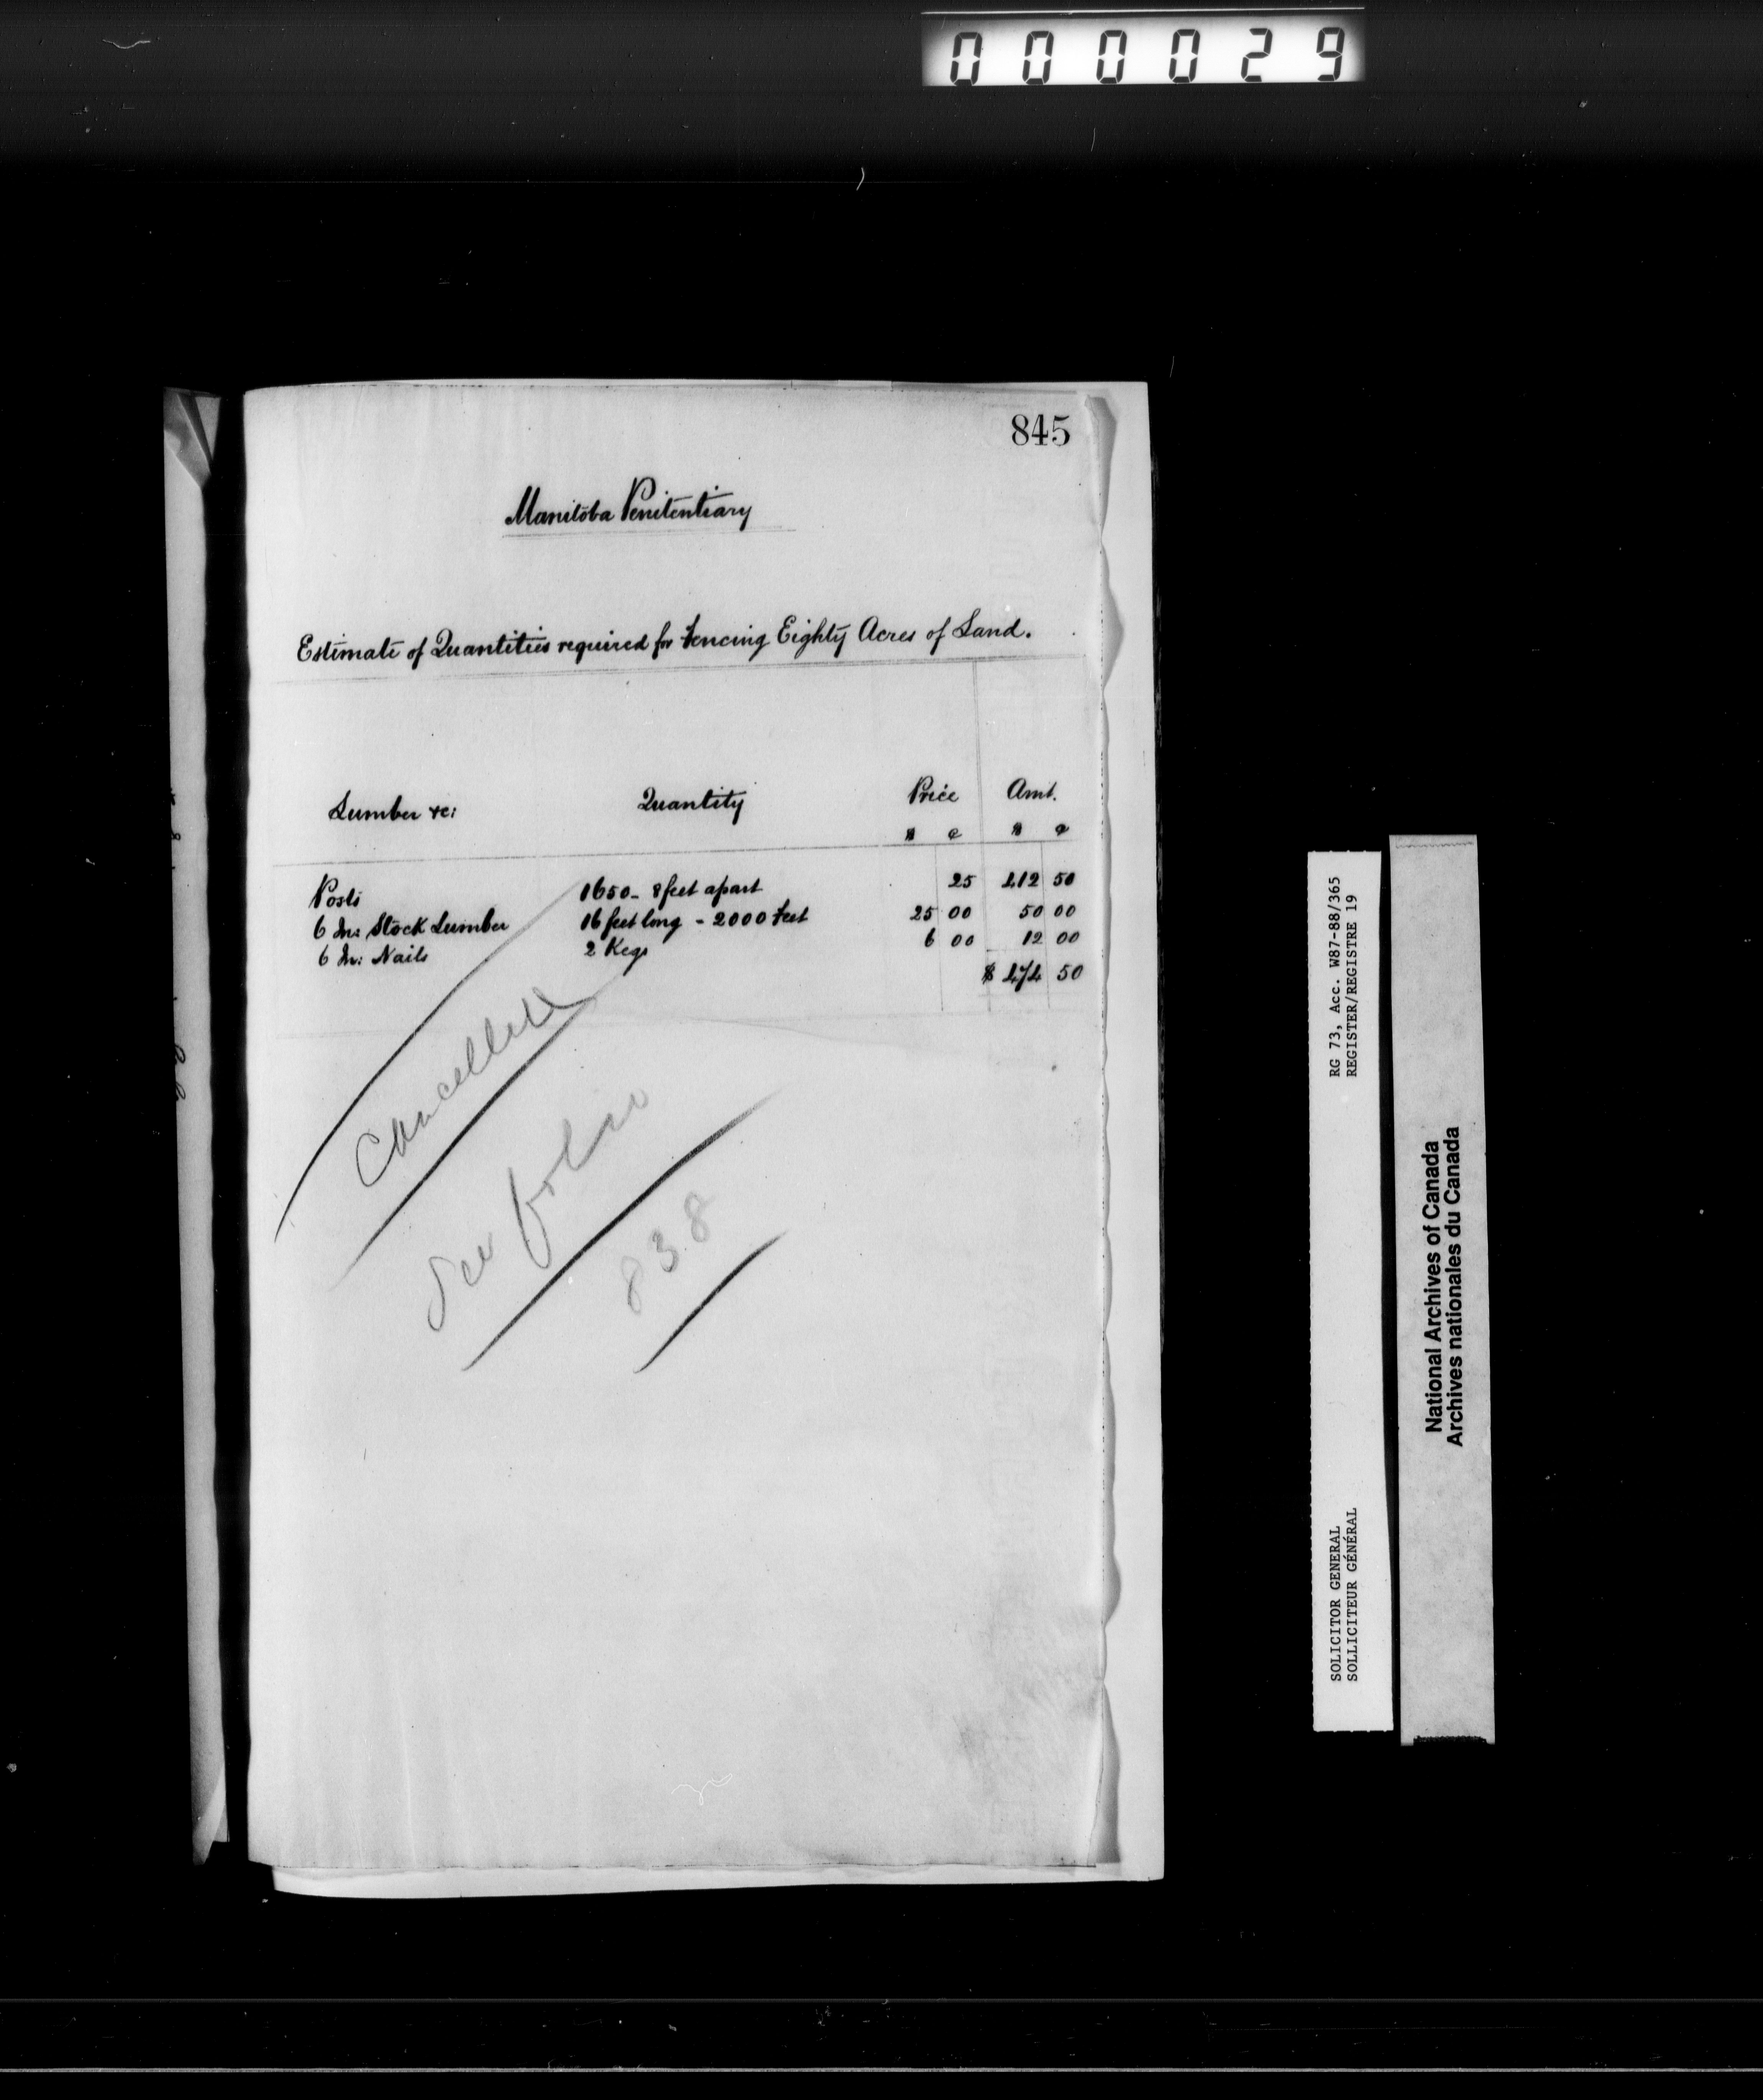 000029
845
Manitoba Penitentiary
Estimate of Quantities required for fencing Eighty Acres of Land.
Lumber &c: Quantity Price Amt.
$ c $ c
Posts 1650 - 8 feet apart 25 412 50
6 In: Stock Lumber 16 feet long - 2000 feet 25 00 50 00
6 In: Nails 2 Kegs 6 00 12 00
$ 474 50
Cancelled
See folio
838
RG 73, Acc. W87-88/365
REGISTER/REGISTRE 19
SOLICITOR GENERAL
SOLLICITEUR GÉNÉRAL
National Archives of Canada
Archives nationales du Canada